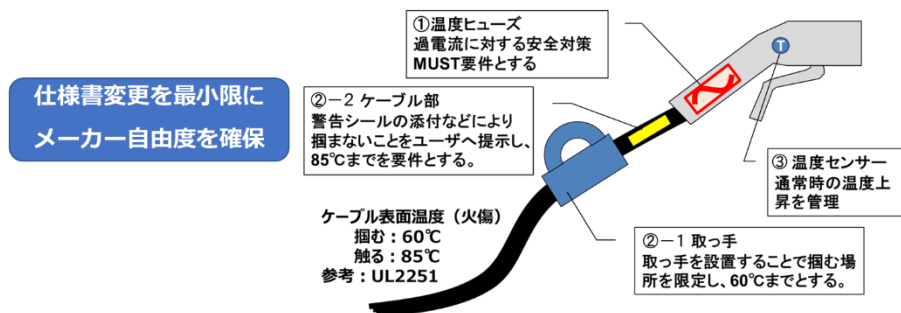 仕様書変更を最小限に
メーカー自由度を確保
①温度ヒューズ
過電流に対する安全対策
MUST要件とする
②－2 ケーブル部
警告シールの添付などにより
掴まないことをユーザへ提示し、
85℃までを要件とする。
T
③ 温度センサー
通常時の温度上
昇を管理
ケーブル表面温度（火傷）
掴む：60℃
触る：85℃
参考：UL2251
②－1 取っ手
取っ手を設置することで掴む場
所を限定し、60℃までとする。